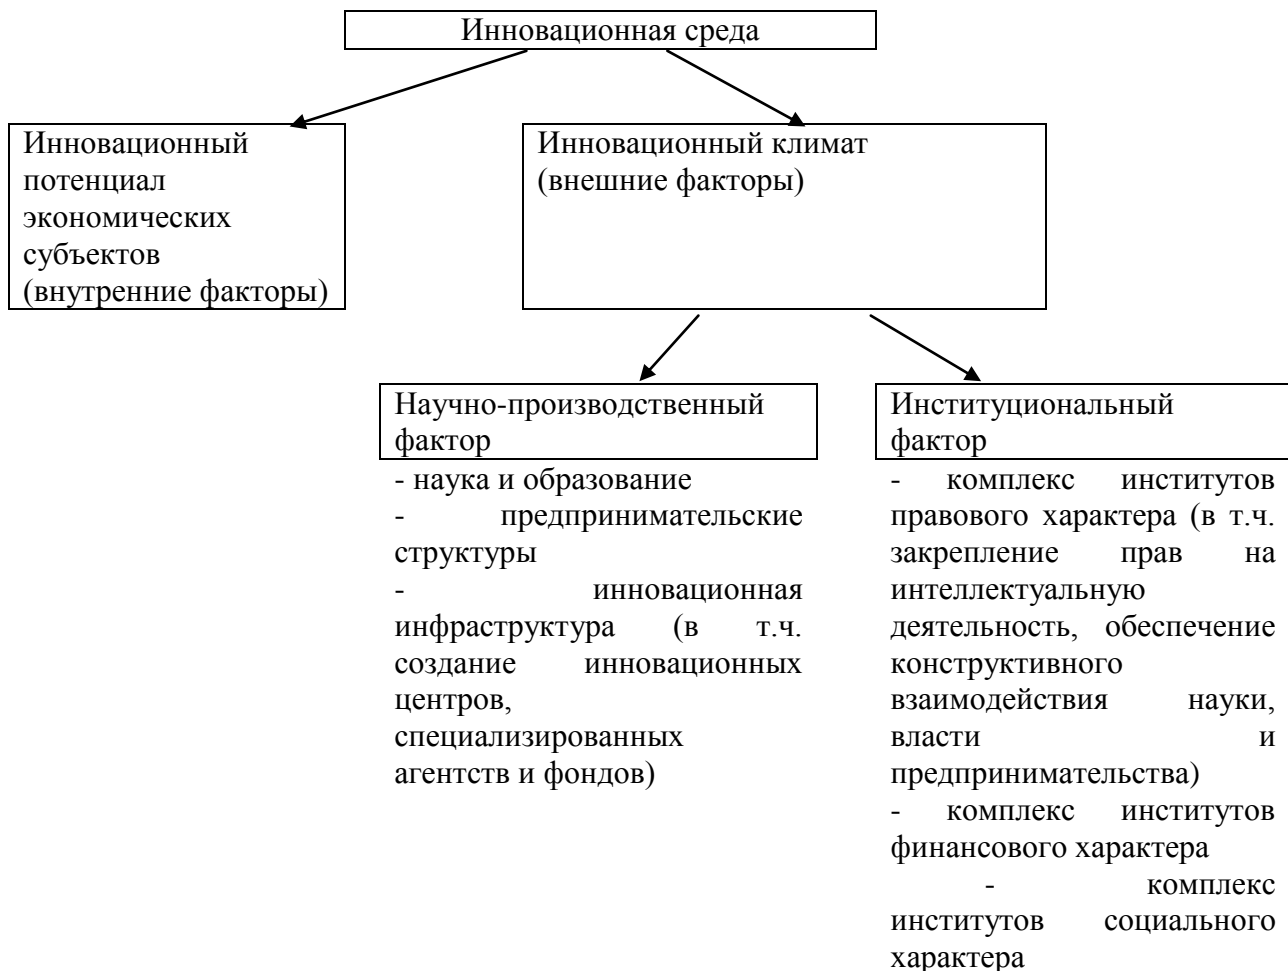 Инновационная среда
Инновационный
потенциал
экономических
субъектов
(внутренние факторы)
Инновационный климат
(внешние факторы)
Научно-производственный
фактор
- наука и образование
- предпринимательские
структуры
- инновационная
инфраструктура (в т.ч.
создание инновационных
центров,
специализированных
агентств и фондов)
Институциональный
фактор
- комплекс институтов
правового характера (в т.ч.
закрепление прав на
интеллектуальную
деятельность, обеспечение
конструктивного
взаимодействия науки,
власти и
предпринимательства)
- комплекс институтов
финансового характера
- комплекс
институтов социального
характера